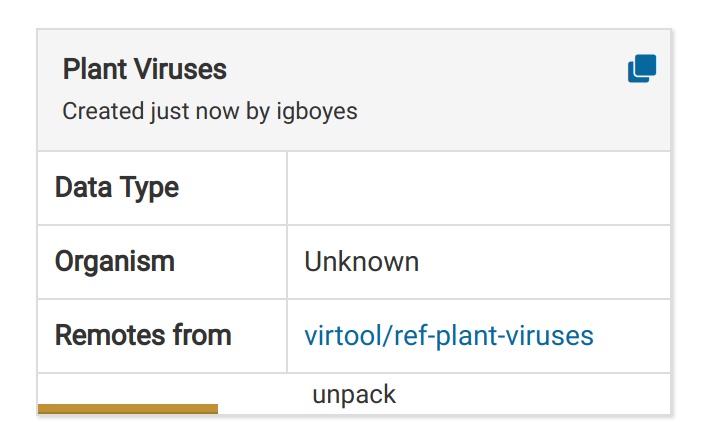 Plant Viruses
Created just now by igboyes
Data Type
Organism Unknown
Remotes from virtool/ref-plant-viruses
unpack